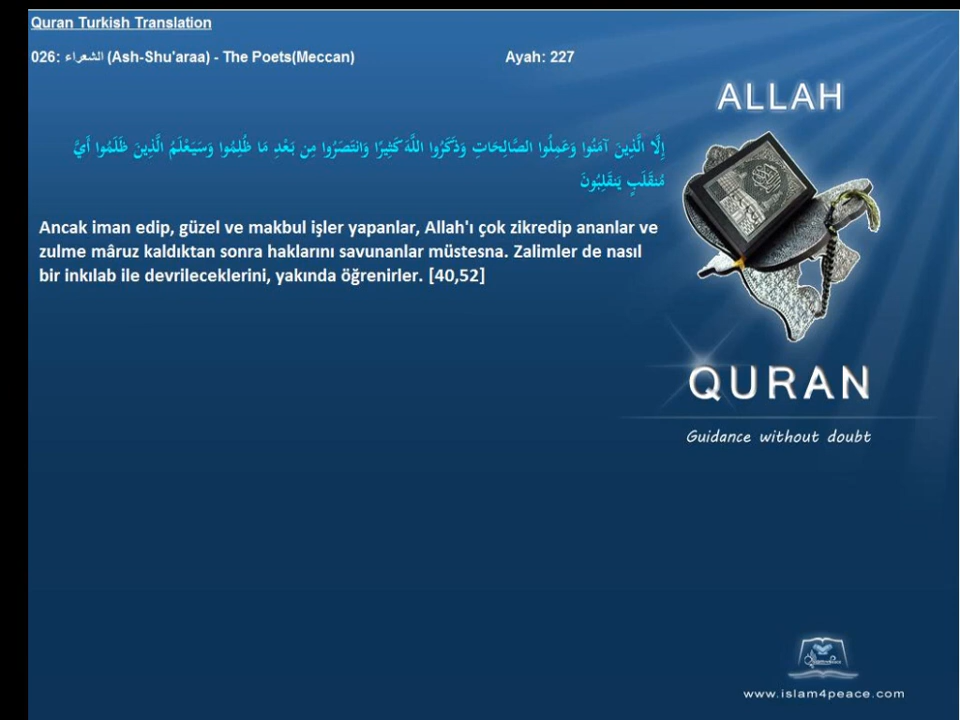 Quran Turkish Translation
026: الشعراء (Ash-Shu'araa) - The Poets(Meccan) Ayah: 227
إِلَّا الَّذِينَ آمَنُوا وَعَمِلُوا الصَّالِحَاتِ وَذَكَرُوا اللَّهَ كَثِيرًا وَانتَصَرُوا مِن بَعْدِ مَا ظُلِمُوا وَسَيَعْلَمُ الَّذِينَ ظَلَمُوا أَيَّ
مُنقَلَبٍ يَنقَلِبُونَ
Ancak iman edip, güzel ve makbul işler yapanlar, Allah'ı çok zikredip ananlar ve
zulme mâruz kaldıktan sonra haklarını savunanlar müstesna. Zalimler de nasıl
bir inkılab ile devrileceklerini, yakında öğrenirler. [40,52]
ALLAH
QURAN
Guidance without doubt
www.islam4peace.com